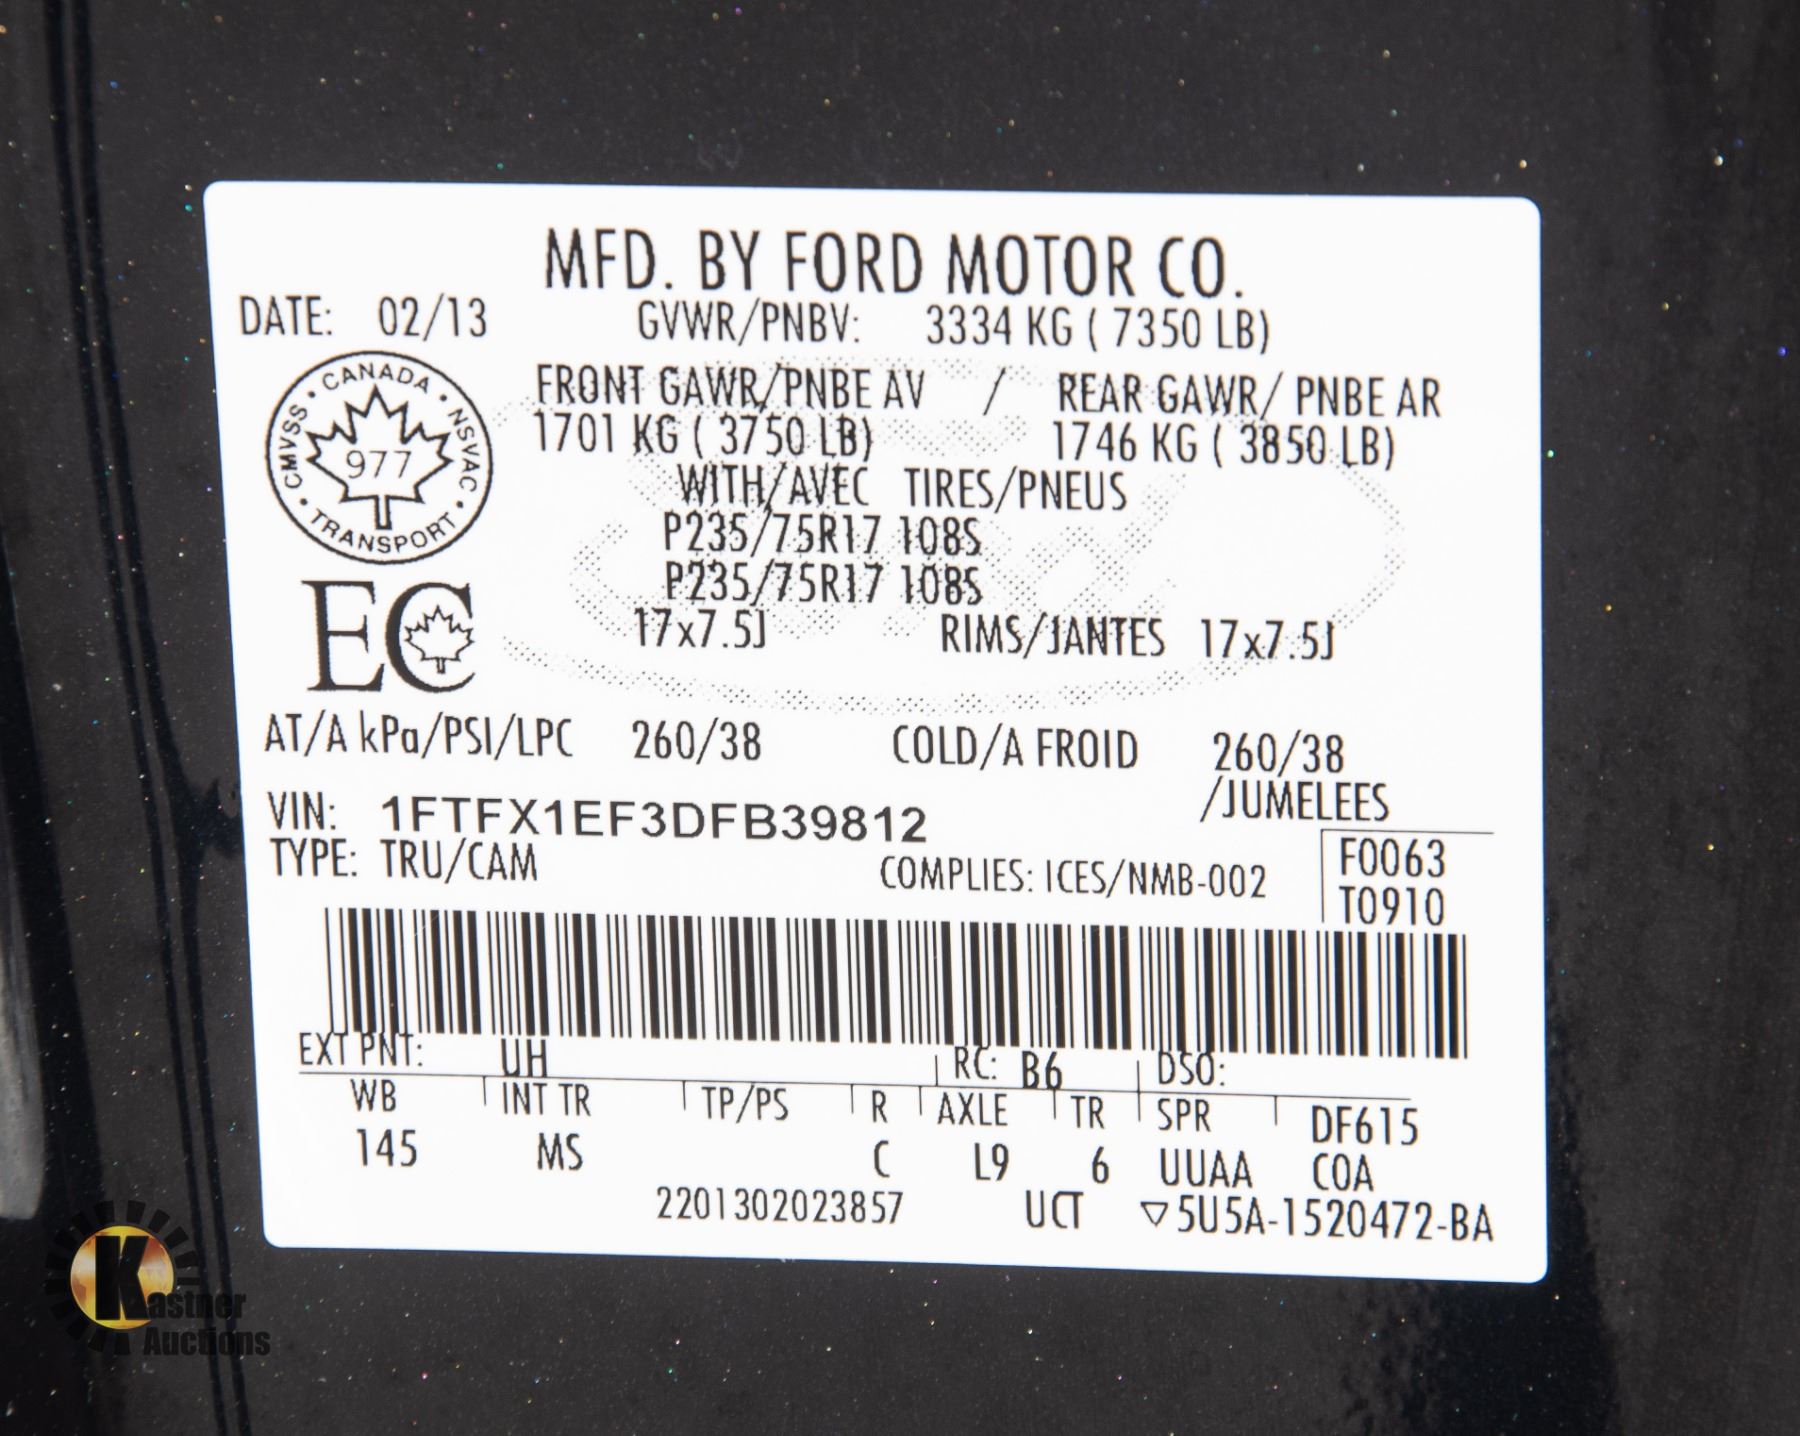 MFD. BY FORD MOTOR CO.
DATE: 02/13
GVWR/PNBV: 3334 KG ( 7350 LB)
CANADA
CMVSS
NSVAC
977
TRANSPORT
FRONT GAWR/PNBE AV / REAR GAWR/ PNBE AR
1701 KG ( 3750 LB) 1746 KG ( 3850 LB)
WITH/AVEC TIRES/PNEUS
P235/75R17 108S
P235/75R17 108S
EC
17x7.5J RIMS/JANTES 17x7.5J
AT/A kPa/PSI/LPC 260/38 COLD/A FROID 260/38
/JUMELEES
VIN: 1FTFX1EF3DFB39812
TYPE: TRU/CAM
COMPLIES: ICES/NMB-002
F0063
T0910
EXT PNT: UH RC: B6 DSO:
WB INT TR TP/PS R AXLE TR SPR DF615
145 MS C L9 6 UUAA COA
2201302023857 UCT ▽5U5A-1520472-BA
Kastner
Auctions